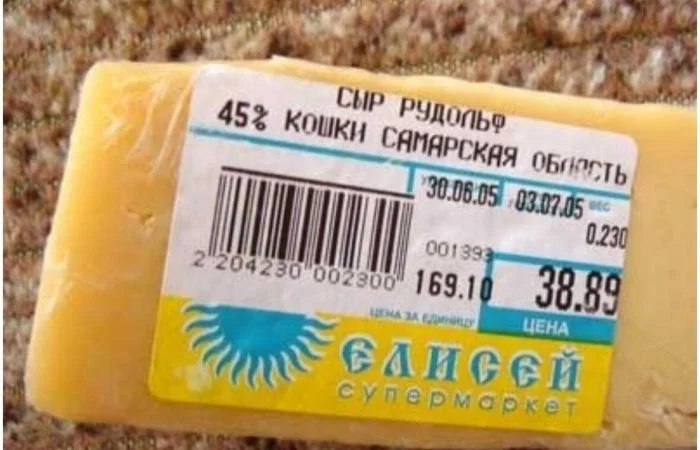 СЫР РУДОЛЬФ
45% КОШКИ САМАРСКАЯ ОБЛАСТЬ
30.06.05 03.07.05 ВЕС
0.230
001393
2 204230 002300
169.10 38.89
ЦЕНА ЗА ЕДИНИЦУ ЦЕНА
ЕЛИСЕЙ
супермаркет